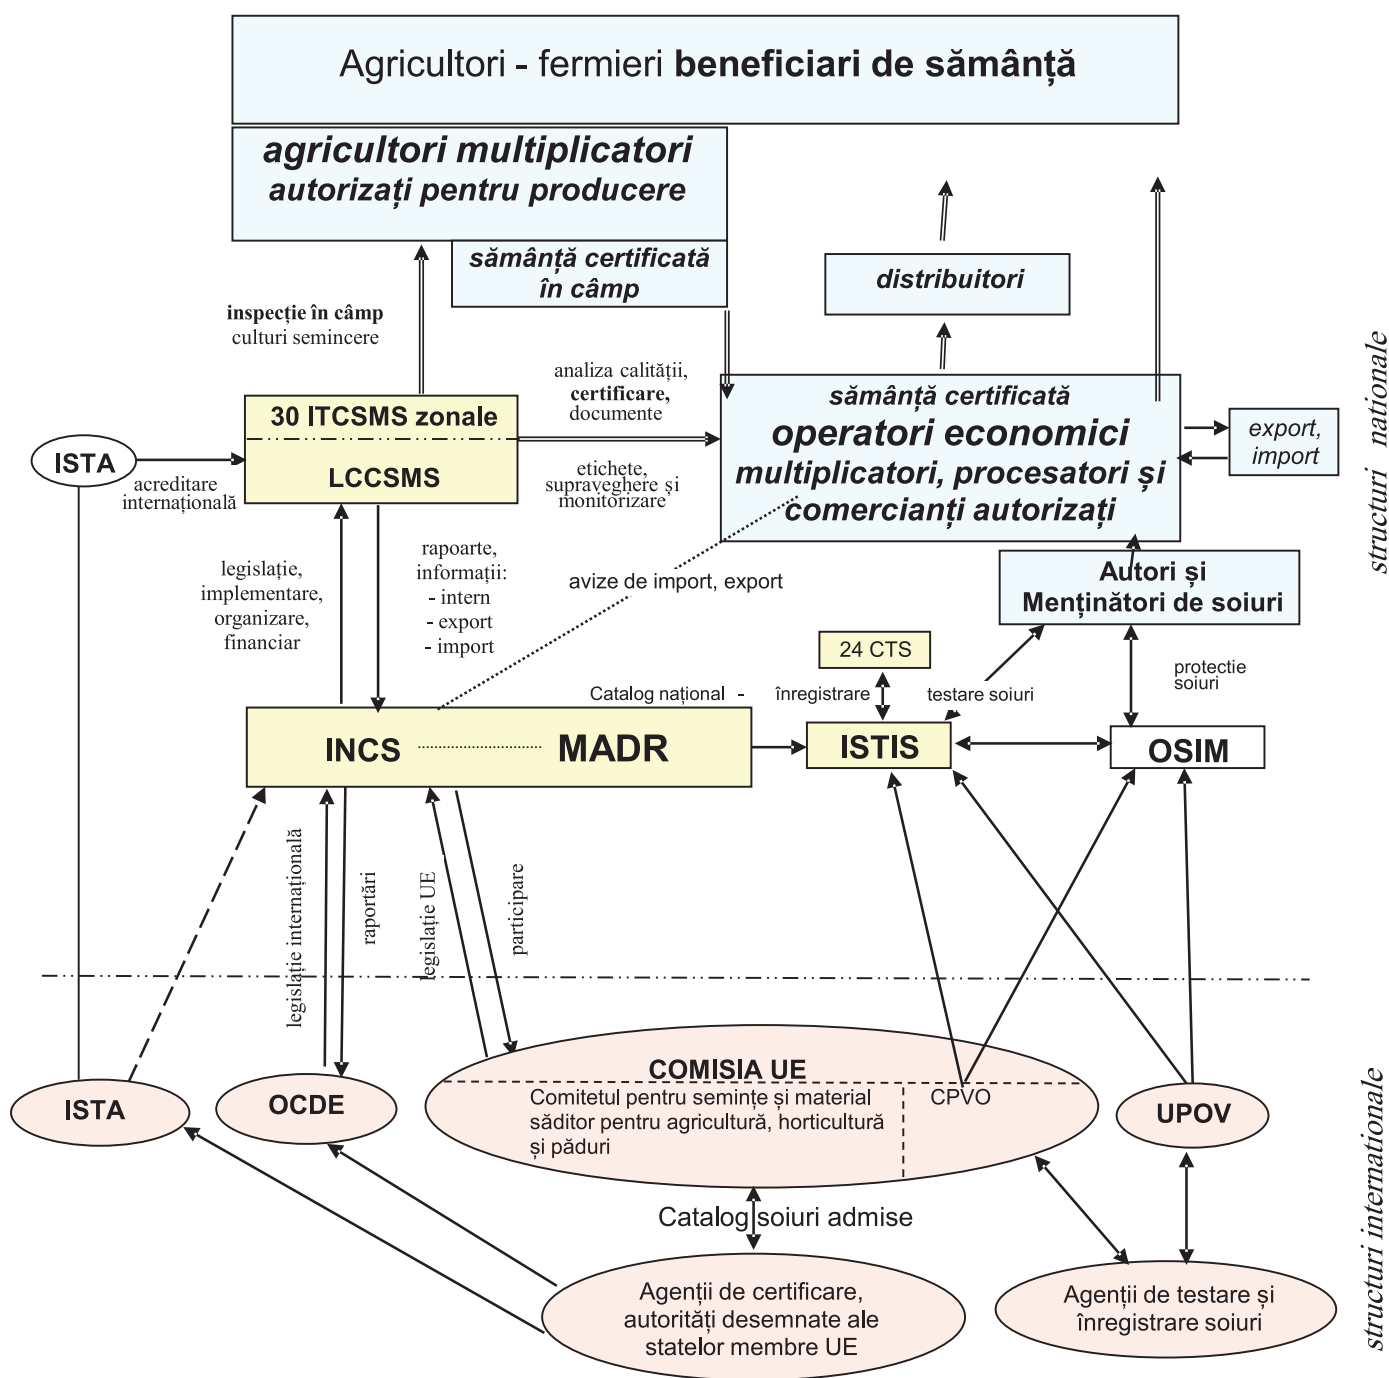 Agricultori - fermieri beneficiari de sămânță
agricultori multiplicatori
autorizați pentru producere
sămânță certificată
în câmp
distribuitori
inspecție în câmp
culturi semincere
analiza calității,
certificare,
documente
sămânță certificată
operatori economici
multiplicatori, procesatori și
comercianți autorizați
export,
import
30 ITCSMS zonale
LCCSMS
ISTA
acreditare
internațională
etichete,
supraveghere și
monitorizare
structuri nationale
legislație,
implementare,
organizare,
financiar
rapoarte,
informații:
- intern
- export
- import
avize de import, export
Autori și
Menținători de soiuri
24 CTS
protectie
soiuri
Catalog național -
înregistrare
testare soiuri
INCS
MADR
ISTIS
OSIM
legislație internațională
raportări
legislație UE
participare
ISTA
OCDE
COMISIA UE
Comitetul pentru semințe și material
săditor pentru agricultură, horticultură
și păduri
CPVO
UPOV
Catalog soiuri admise
Agenții de certificare,
autorități desemnate ale
statelor membre UE
Agenții de testare și
înregistrare soiuri
structuri internationale